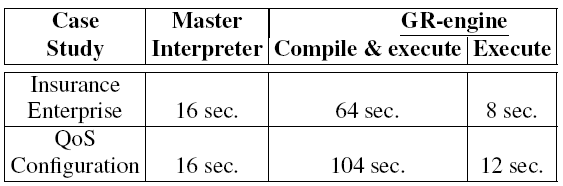 Case Master GR-engine
Study Interpreter Compile & execute Execute
Insurance
Enterprise 16 sec. 64 sec. 8 sec.
QoS
Configuration 16 sec. 104 sec. 12 sec.